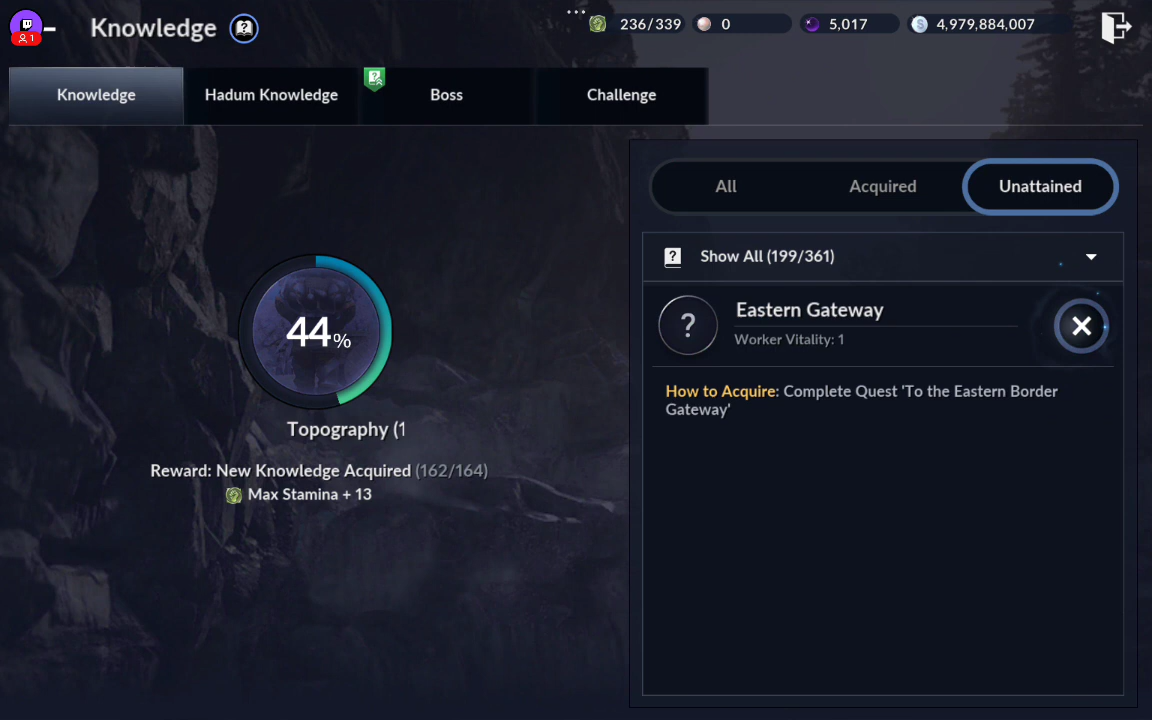 Knowledge
236/339
0
5,017
4,979,884,007
1
Knowledge
Hadum Knowledge
Boss
Challenge
All
Acquired
Unattained
Show All (199/361)
Eastern Gateway
Worker Vitality: 1
How to Acquire: Complete Quest 'To the Eastern Border
Gateway'
44%
Topography (1
Reward: New Knowledge Acquired (162/164)
Max Stamina + 13